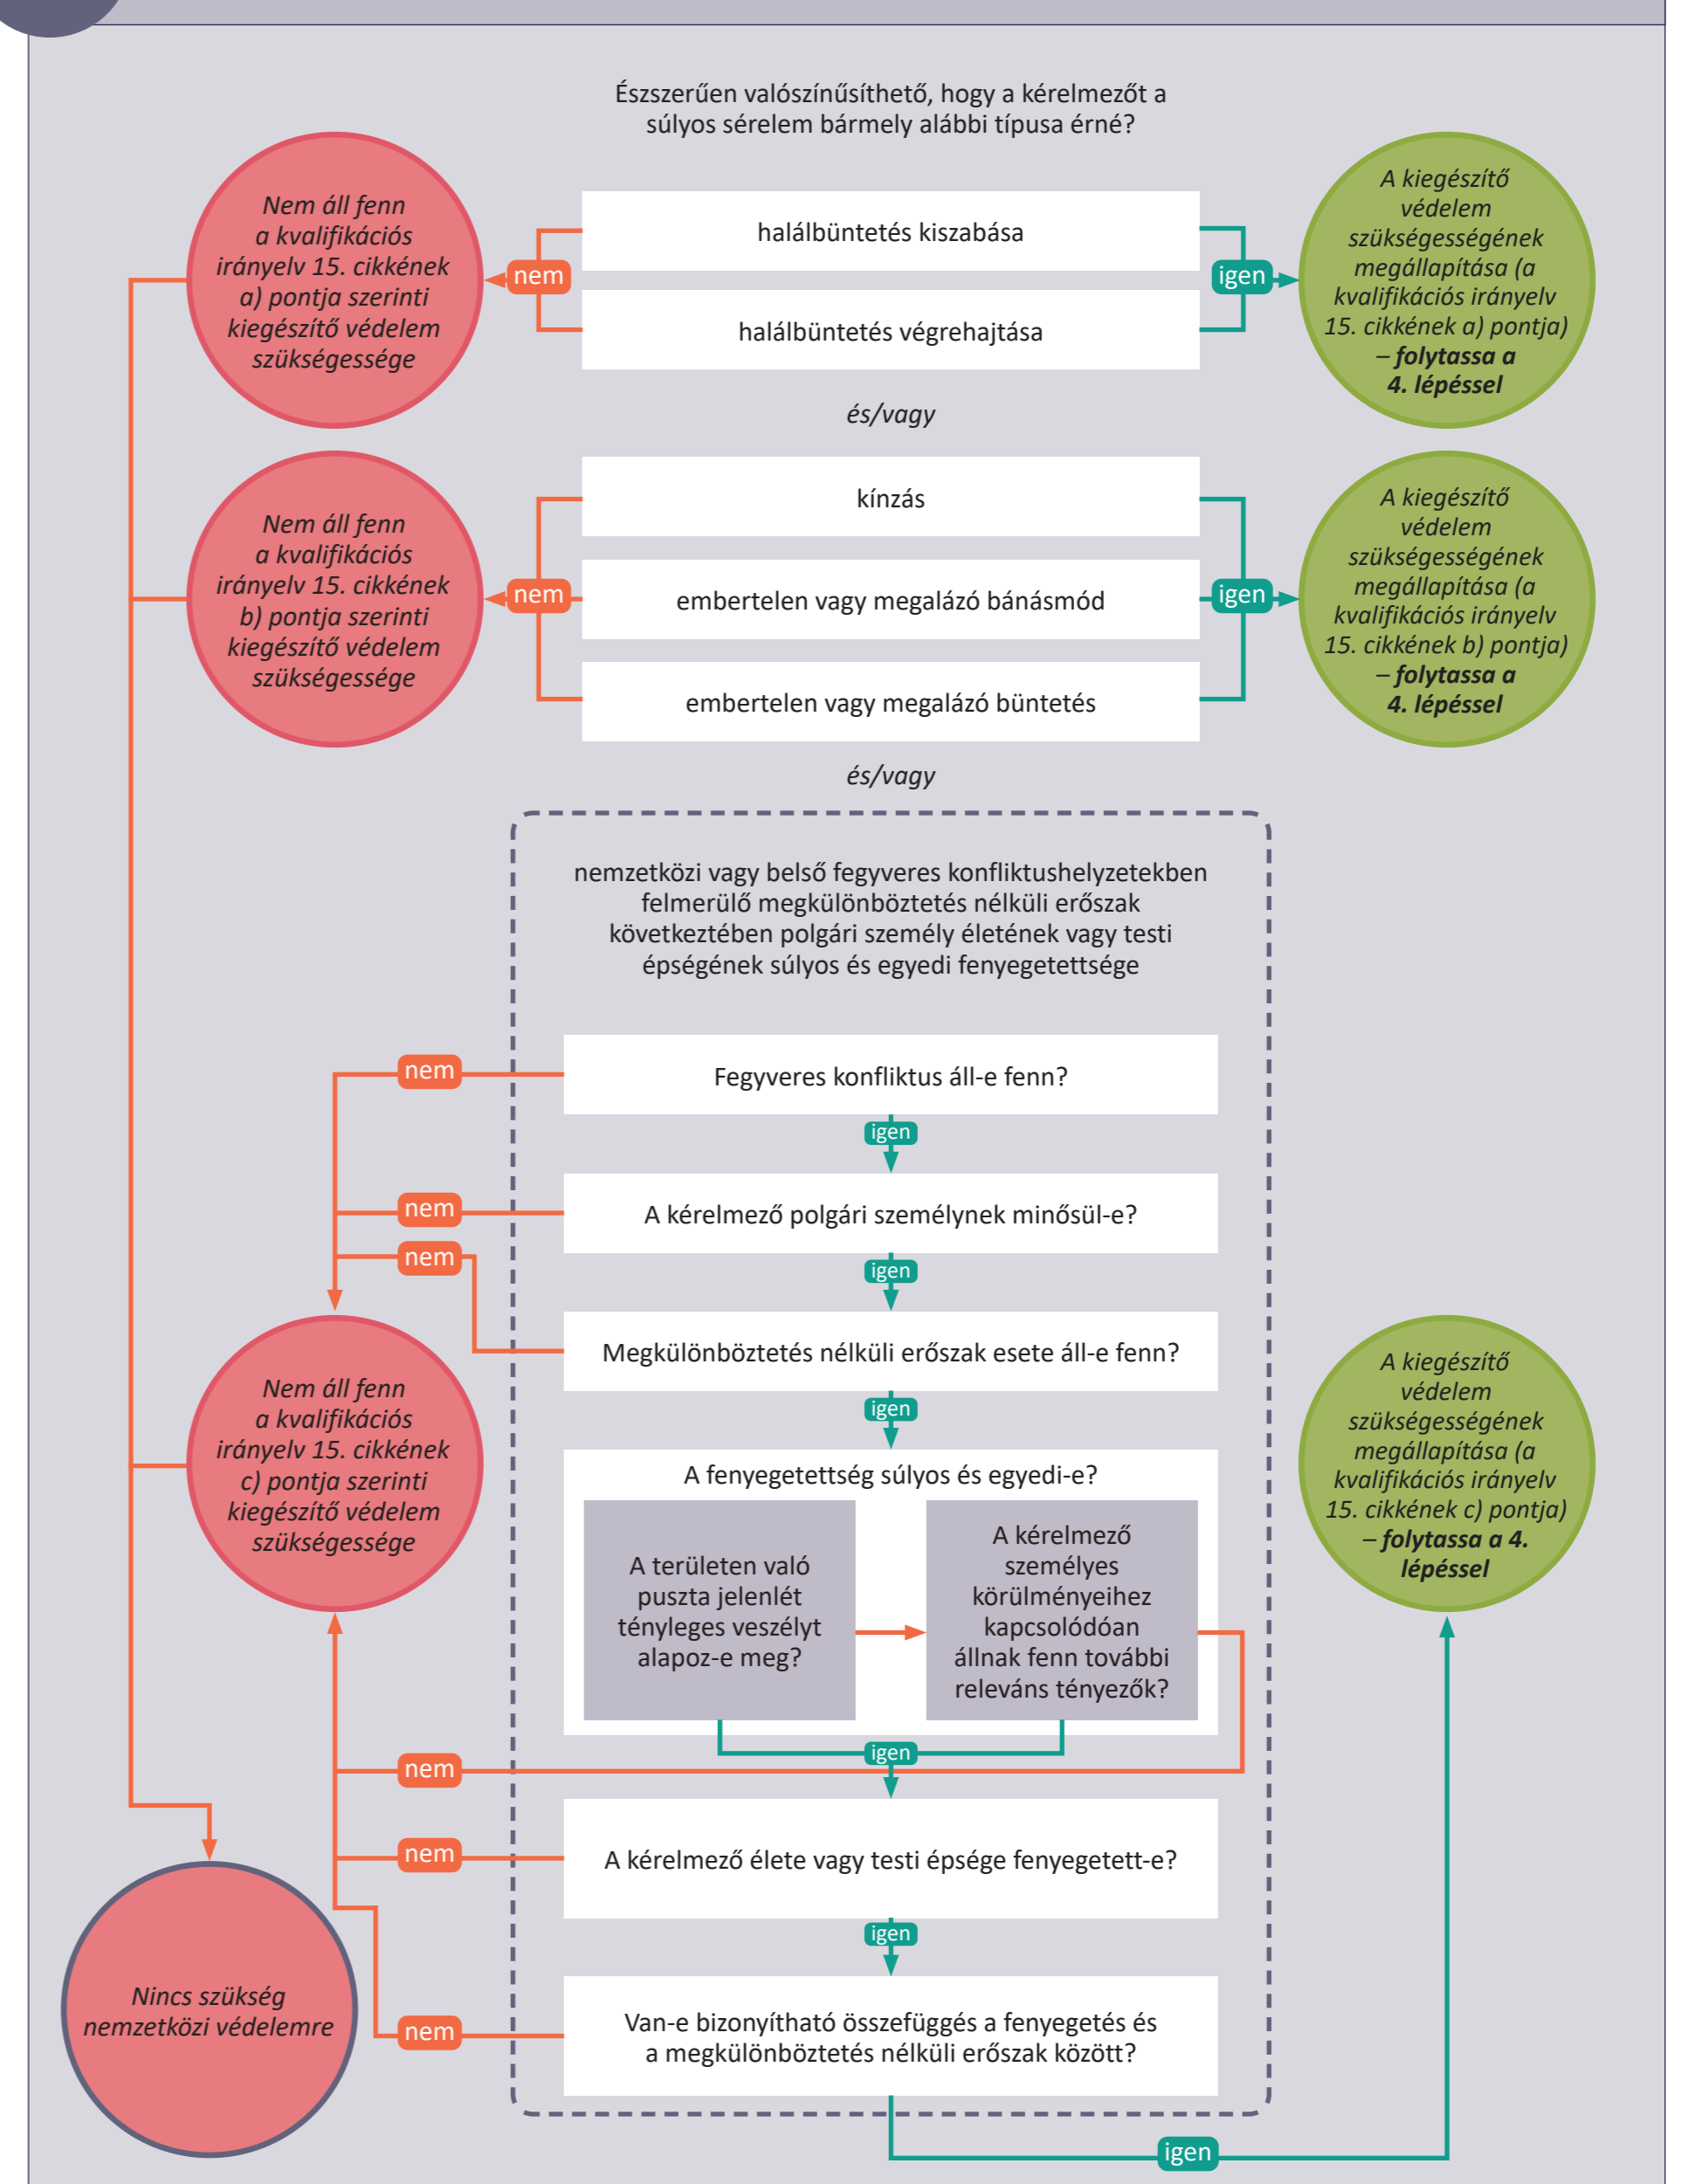 Észszerűen valószínűsíthető, hogy a kérelmezőt a
súlyos sérelem bármely alábbi típusa érné?
Nem áll fenn
a kvalifikációs
irányelv 15. cikkének
a) pontja szerinti
kiegészítő védelem
szükségessége
nem
halálbüntetés kiszabása
halálbüntetés végrehajtása
igen
A kiegészítő
védelem
szükségességének
megállapítása (a
kvalifikációs irányelv
15. cikkének a) pontja)
– folytassa a
4. lépéssel
és/vagy
Nem áll fenn
a kvalifikációs
irányelv 15. cikkének
b) pontja szerinti
kiegészítő védelem
szükségessége
nem
kínzás
embertelen vagy megalázó bánásmód
embertelen vagy megalázó büntetés
igen
A kiegészítő
védelem
szükségességének
megállapítása (a
kvalifikációs irányelv
15. cikkének b) pontja)
– folytassa a
4. lépéssel
és/vagy
nemzetközi vagy belső fegyveres konfliktushelyzetekben
felmerülő megkülönböztetés nélküli erőszak
következtében polgári személy életének vagy testi
épségének súlyos és egyedi fenyegetettsége
nem
Fegyveres konfliktus áll-e fenn?
igen
nem
A kérelmező polgári személynek minősül-e?
nem
igen
Megkülönböztetés nélküli erőszak esete áll-e fenn?
igen
Nem áll fenn
a kvalifikációs
irányelv 15. cikkének
c) pontja szerinti
kiegészítő védelem
szükségessége
A fenyegetettség súlyos és egyedi-e?
A területen való
puszta jelenlét
tényleges veszélyt
alapoz-e meg?
A kérelmező
személyes
körülményeihez
kapcsolódóan
állnak fenn további
releváns tényezők?
A kiegészítő
védelem
szükségességének
megállapítása (a
kvalifikációs irányelv
15. cikkének c) pontja)
– folytassa a 4.
lépéssel
igen
nem
nem
A kérelmező élete vagy testi épsége fenyegetett-e?
igen
Nincs szükség
nemzetközi védelemre
nem
Van-e bizonyítható összefüggés a fenyegetés és
a megkülönböztetés nélküli erőszak között?
igen